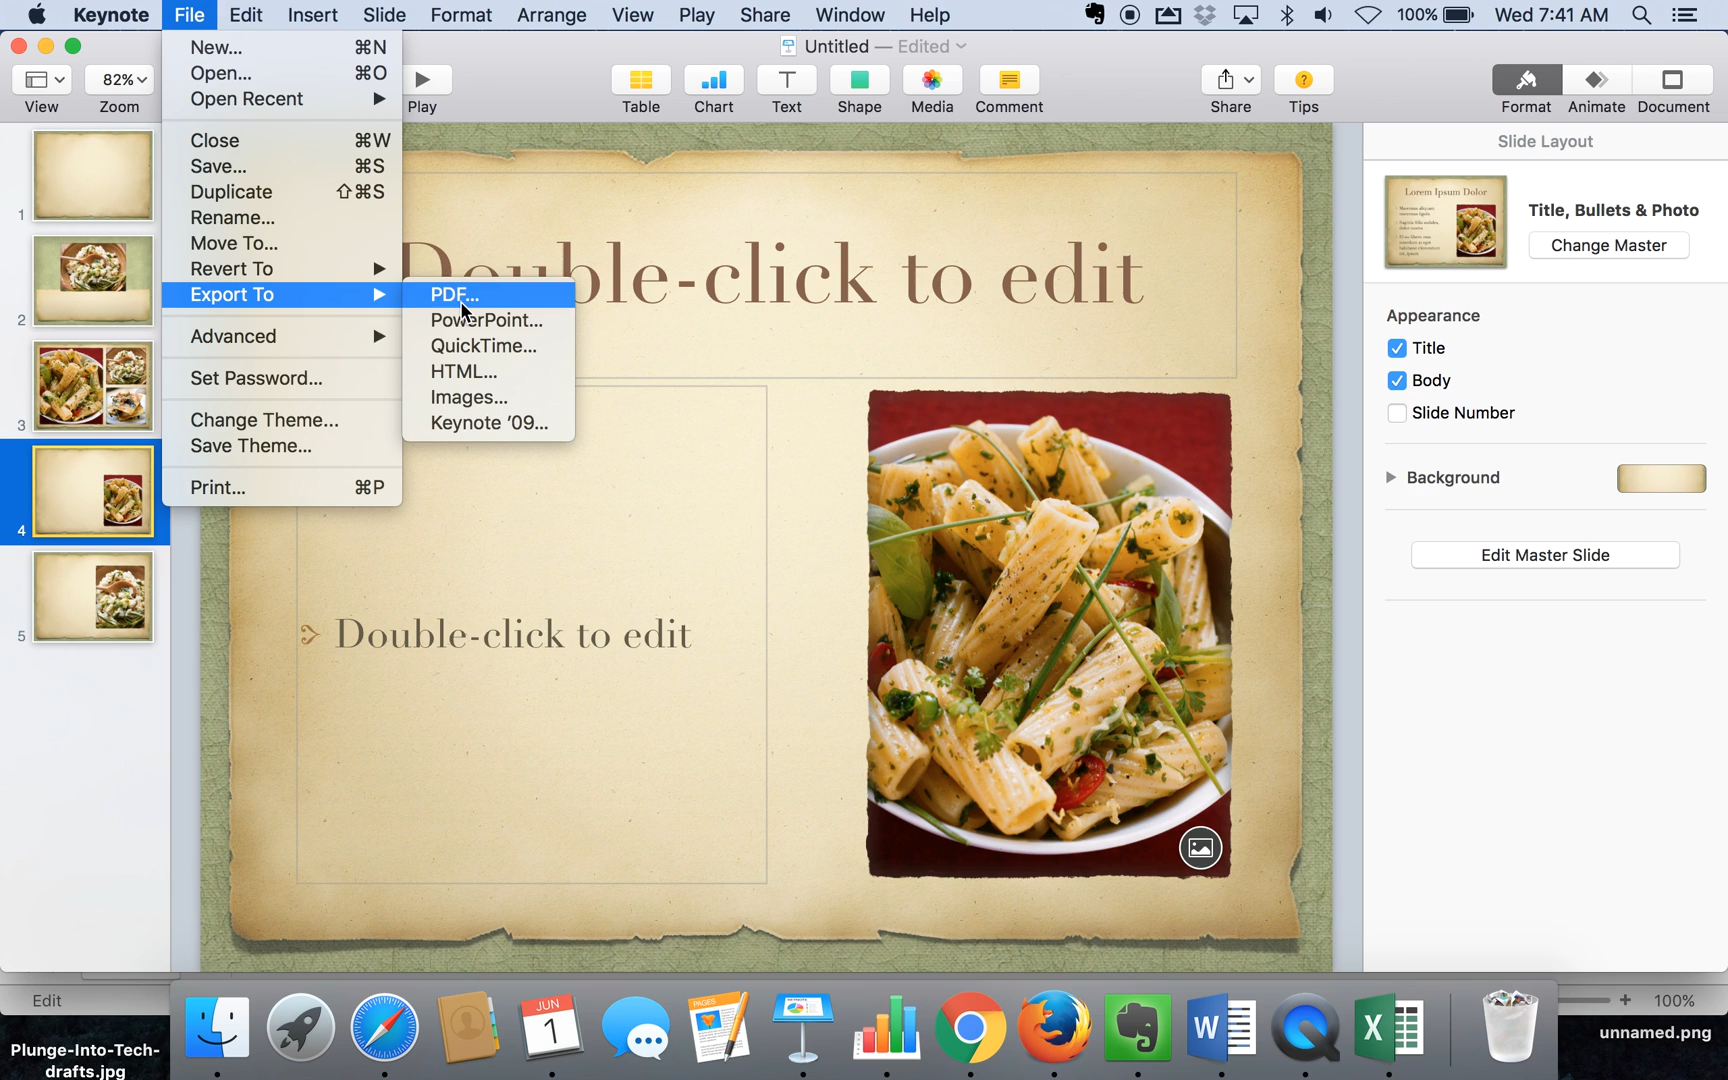 Keynote File Edit Insert Slide Format Arrange View Play Share Window Help 100% Wed 7:41 AM
Untitled — Edited
82%
View Zoom Play Table Chart Text Shape Media Comment Share Tips Format Animate Document
New... ⌘N
Open... ⌘O
Open Recent
Close ⌘W
Save... ⌘S
Duplicate ⇧⌘S
Rename...
Move To...
Revert To
Export To
Advanced
Set Password...
Change Theme...
Save Theme...
Print... ⌘P
PDF...
PowerPoint...
QuickTime...
HTML...
Images...
Keynote '09...
1
2
3
4
5
Double-click to edit
Double-click to edit
Slide Layout
Lorem Ipsum Dolor
Title, Bullets & Photo
Change Master
Appearance
Title
Body
Slide Number
Background
Edit Master Slide
Edit
100%
JUN
1
PAGES
W
X
Plunge-Into-Tech-
drafts.jpg
unnamed.png